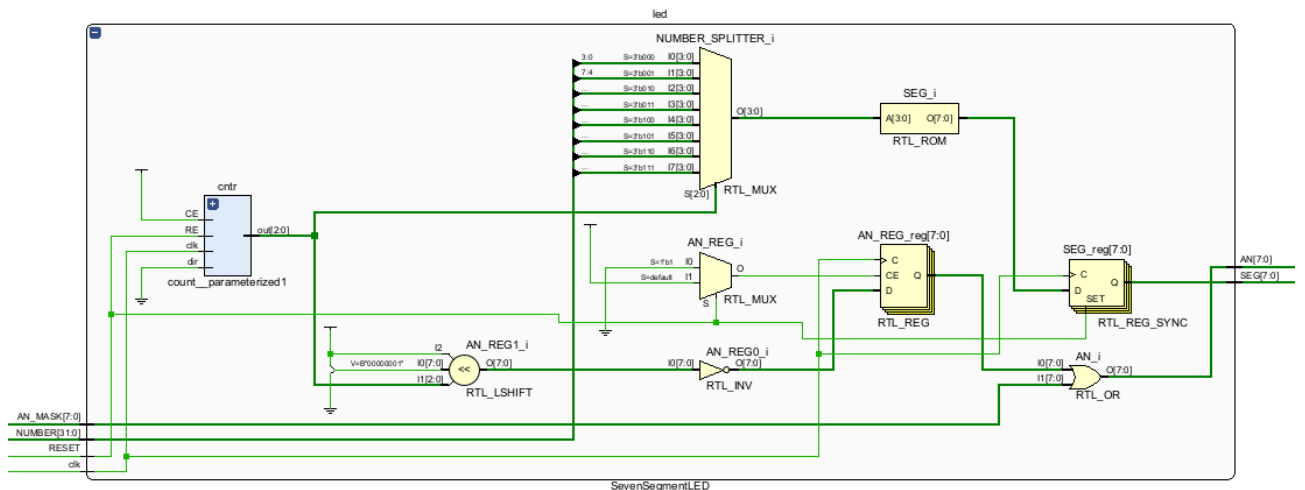 led
NUMBER_SPLITTER_i
3:0 S=3'b000 I0[3:0]
7:4 S=3'b001 I1[3:0]
... S=3'b010 I2[3:0]
... S=3'b011 I3[3:0]
... S=3'b100 I4[3:0]
... S=3'b101 I5[3:0]
... S=3'b110 I6[3:0]
... S=3'b111 I7[3:0]
O[3:0]
S[2:0]
RTL_MUX
SEG_i
A[3:0] O[7:0]
RTL_ROM
cntr
CE
RE
clk
dir
out[2:0]
count__parameterized1
AN_REG_i
S=1'b1 I0
S=default I1
O
S
RTL_MUX
AN_REG_reg[7:0]
C
CE
D
Q
RTL_REG
SEG_reg[7:0]
C
D
Q
SET
RTL_REG_SYNC
AN[7:0]
SEG[7:0]
AN_REG1_i
I2
V=B"00000001" I0[7:0]
I1[2:0]
<<
O[7:0]
RTL_LSHIFT
AN_REG0_i
I0[7:0] O[7:0]
RTL_INV
AN_i
I0[7:0]
I1[7:0]
O[7:0]
RTL_OR
AN_MASK[7:0]
NUMBER[31:0]
RESET
clk
SevenSegmentLED